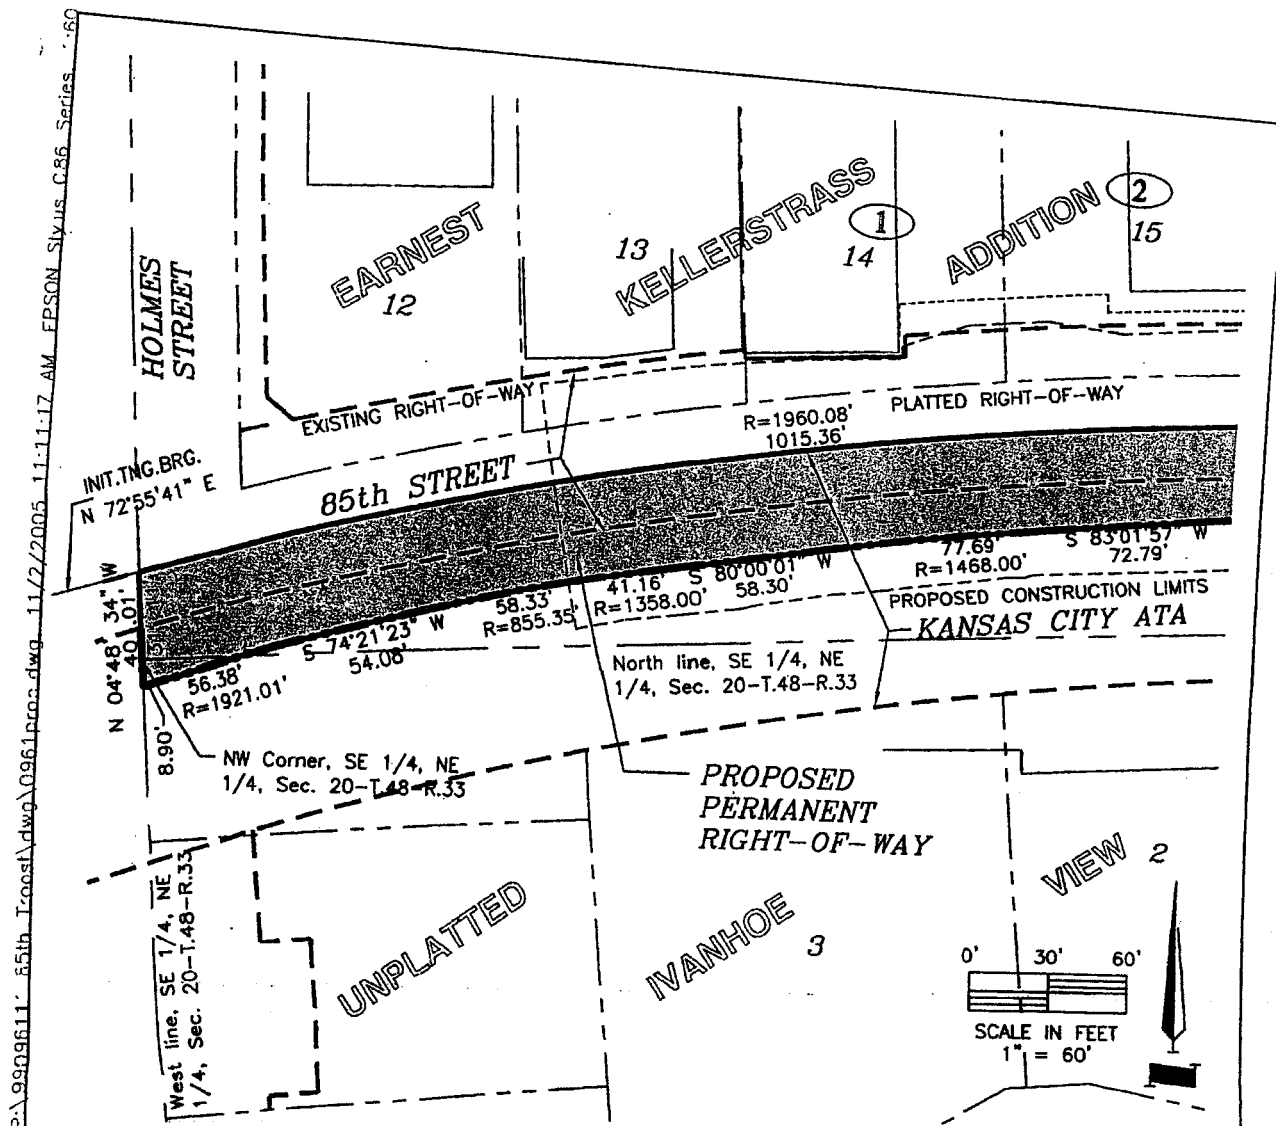 P:\9909611\85th_Troost\dwg\0961prop.dwg 11/2/2005 11:11:17 AM EPSON Stylus C86 Series
HOLMES
STREET
EARNEST
KELLERSTRASS
ADDITION
12
13
1
14
2
15
EXISTING RIGHT-OF-WAY
PLATTED RIGHT-OF-WAY
R=1960.08'
1015.36'
INIT.TNG.BRG.
N 72°55'41" E
85th STREET
N 04°48' 34" W
40.01'
8.90'
56.38'
R=1921.01'
S 74°21'23" W
54.08'
58.33'
R=855.35'
41.16'
R=1358.00'
S 80°00'01" W
58.30'
77.69'
R=1468.00'
S 83°01'57" W
72.79'
PROPOSED CONSTRUCTION LIMITS
KANSAS CITY ATA
North line, SE 1/4, NE
1/4, Sec. 20-T.48-R.33
NW Corner, SE 1/4, NE
1/4, Sec. 20-T.48-R.33
PROPOSED
PERMANENT
RIGHT-OF-WAY
West line, SE 1/4, NE
1/4, Sec. 20-T.48-R.33
UNPLATTED
IVANHOE
VIEW
2
3
0' 30' 60'
SCALE IN FEET
1" = 60'